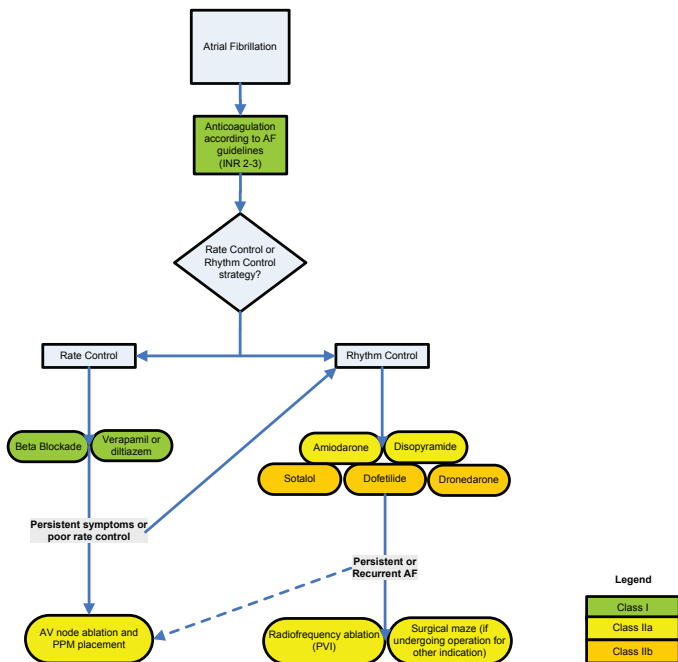 Atrial Fibrillation
Anticoagulation
according to AF
guidelines
(INR 2-3)
Rate Control or
Rhythm Control
strategy?
Rate Control
Rhythm Control
Beta Blockade
Verapamil or
diltiazem
Amiodarone
Disopyramide
Sotalol
Dofetilide
Dronedarone
Persistent symptoms or
poor rate control
Persistent or
Recurrent AF
AV node ablation and
PPM placement
Radiofrequency ablation
(PVI)
Surgical maze (if
undergoing operation for
other indication)
Legend
Class I
Class IIa
Class IIb